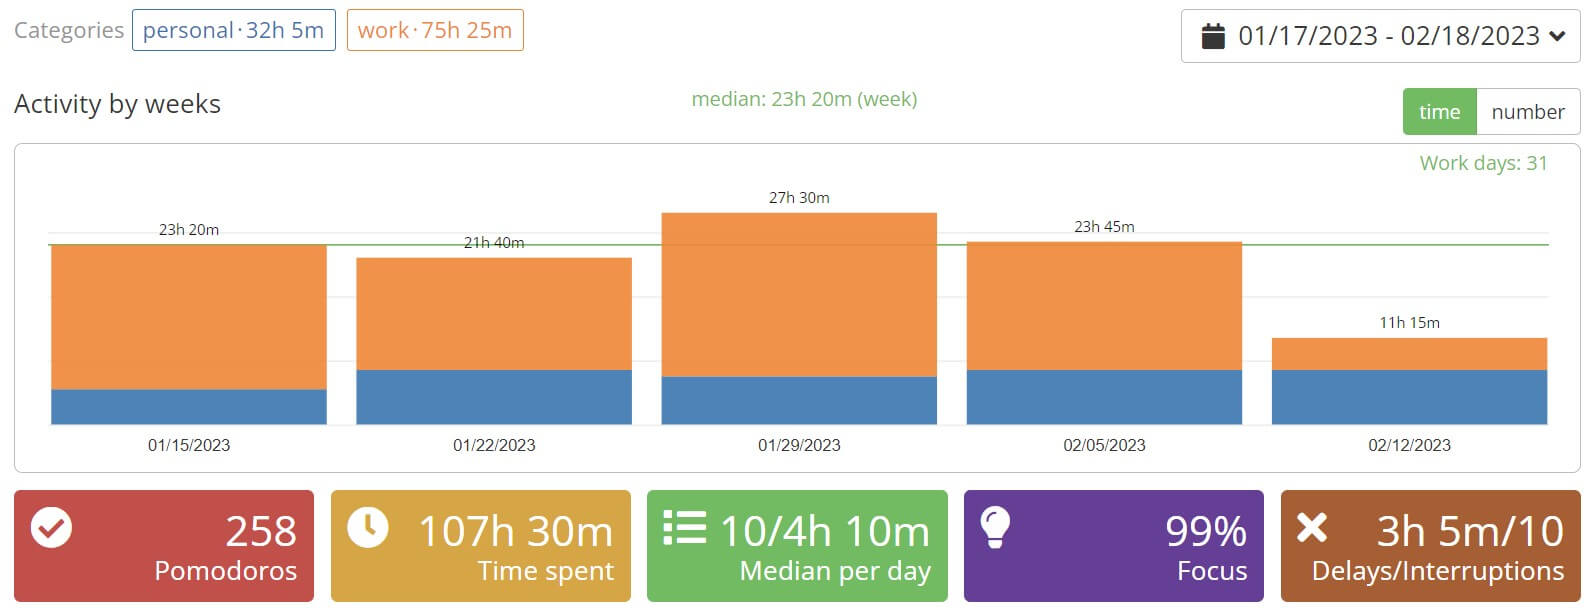 Categories personal · 32h 5m work · 75h 25m 01/17/2023 - 02/18/2023
Activity by weeks median: 23h 20m (week) time number
Work days: 31
27h 30m
23h 20m 21h 40m 23h 45m
11h 15m
01/15/2023 01/22/2023 01/29/2023 02/05/2023 02/12/2023
258 107h 30m 10/4h 10m 99% 3h 5m/10
Pomodoros Time spent Median per day Focus Delays/Interruptions